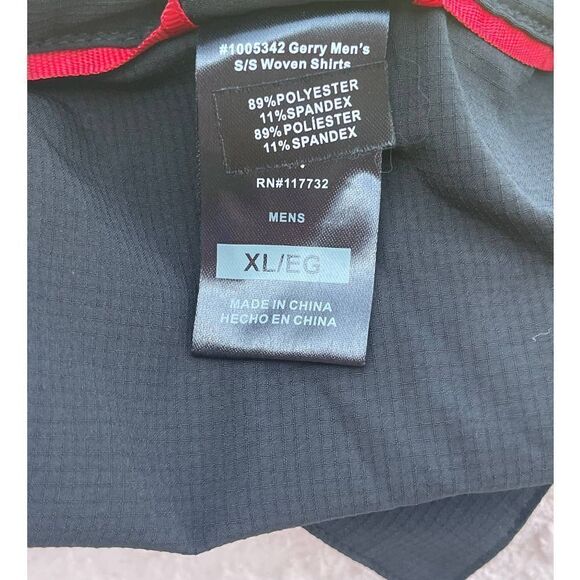 #1005342 Gerry Men's
S/S Woven Shirts
89%POLYESTER
11%SPANDEX
89%POLÍESTER
11%SPANDEX
RN#117732
MENS
XL/EG
MADE IN CHINA
HECHO EN CHINA